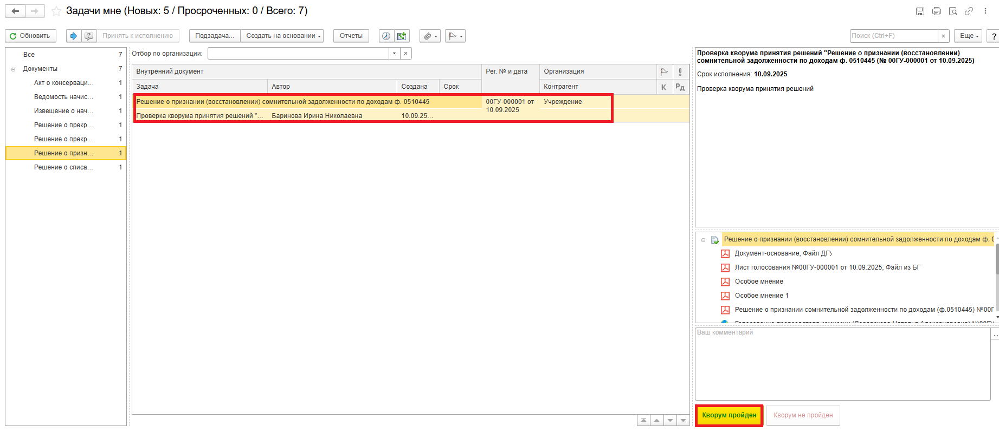 Задачи мне (Новых: 5 / Просроченных: 0 / Всего: 7)
Обновить
Принять к исполнению
Подзадача...
Создать на основании
Отчеты
Поиск (Ctrl+F)
×
Еще
?
Все 7
Документы 7
Акт о консерваци... 1
Ведомость начис... 1
Извещение о нач... 1
Решение о прекр... 1
Решение о прекр... 1
Решение о призн... 1
Решение о списа... 1
Отбор по организации:
×
Внутренний документ
Рег. № и дата
Организация
Задача
Автор
Создана
Срок
Контрагент
К
Рд
Решение о признании (восстановлении) сомнительной задолженности по доходам ф. 0510445
00ГУ-000001 от
10.09.2025
Учреждение
Проверка кворума принятия решений "...
Баринова Ирина Николаевна
10.09.25...
Проверка кворума принятия решений "Решение о признании (восстановлении)
сомнительной задолженности по доходам ф. 0510445 (№ 00ГУ-000001 от 10.09.2025)
Срок исполнения: 10.09.2025
Проверка кворума принятия решений
Решение о признании (восстановлении) сомнительной задолженности по доходам ф. 0
Документ-основание, Файл ДГУ
Лист голосования №00ГУ-000001 от 10.09.2025, Файл из БГ
Особое мнение
Особое мнение 1
Решение о признании сомнительной задолженности по доходам (ф.0510445) №00Г
Ваш комментарий
...
Кворум пройден
Кворум не пройден